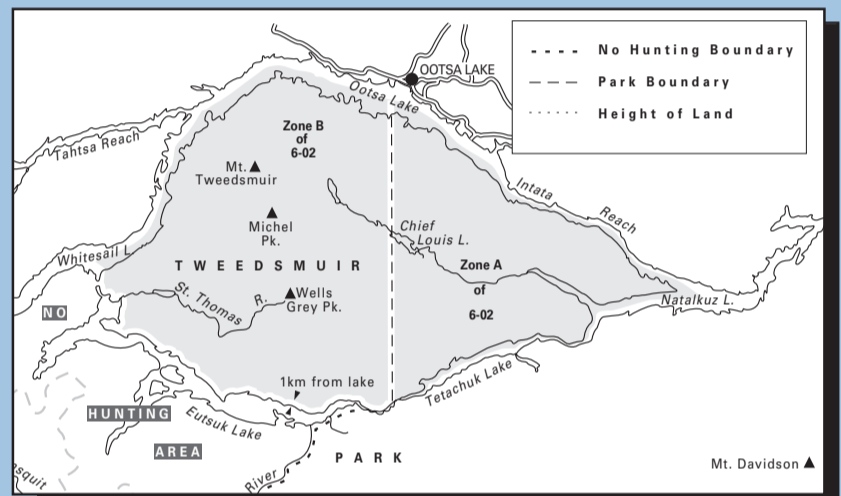 No Hunting Boundary
Park Boundary
Height of Land
OOTSA LAKE
Ootsa Lake
Zone B
of
6-02
Tahtsa Reach
Mt.
Tweedsmuir
Intata
Reach
Michel
Pk.
Chief
Louis L.
Whitesail L.
TWEEDSMUIR
Zone A
of
6-02
St. Thomas
R.
Wells
Grey Pk.
Natalkuz L.
NO
1km from lake
Tetachuk Lake
HUNTING
Eutsuk Lake
AREA
PARK
Mt. Davidson
squit
River